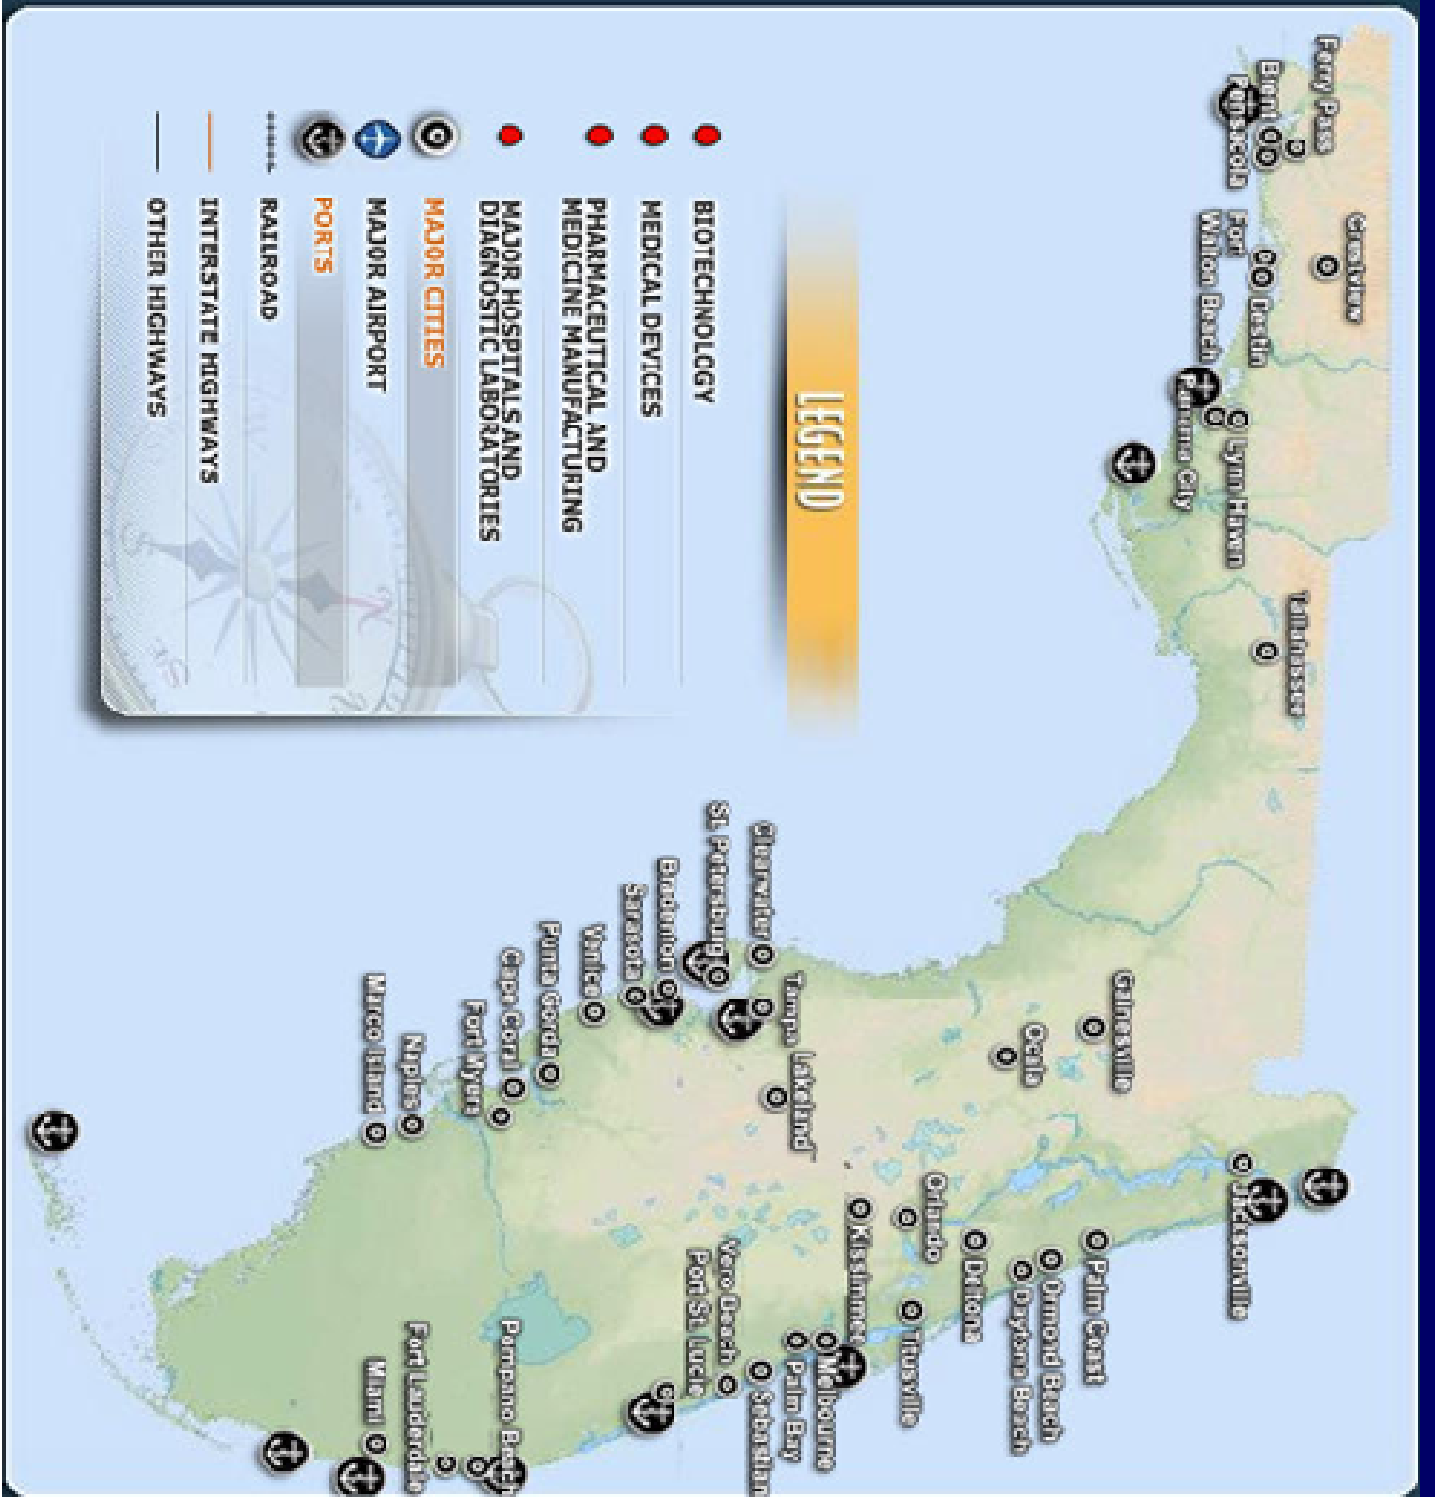 Ferry Pass
Brent
Pensacola
Crestview
Fort
Walton Beach
Destin
Lynn Haven
Panama City
Tallahassee
LEGEND
BIOTECHNOLOGY
MEDICAL DEVICES
PHARMACEUTICAL AND
MEDICINE MANUFACTURING
MAJOR HOSPITALS AND
DIAGNOSTIC LABORATORIES
MAJOR CITIES
MAJOR AIRPORT
PORTS
RAILROAD
INTERSTATE HIGHWAYS
OTHER HIGHWAYS
Jacksonville
Gainesville
Palm Coast
Ocala
Ormond Beach
Daytona Beach
Deltona
Orlando
Titusville
Kissimmee
Clearwater
Tampa
Lakeland
Melbourne
Palm Bay
Sebastian
St. Petersburg
Vero Beach
Port St. Lucie
Bradenton
Sarasota
Venice
Punta Gorda
Cape Coral
Fort Myers
Pompano Beach
Naples
Fort Lauderdale
Marco Island
Miami